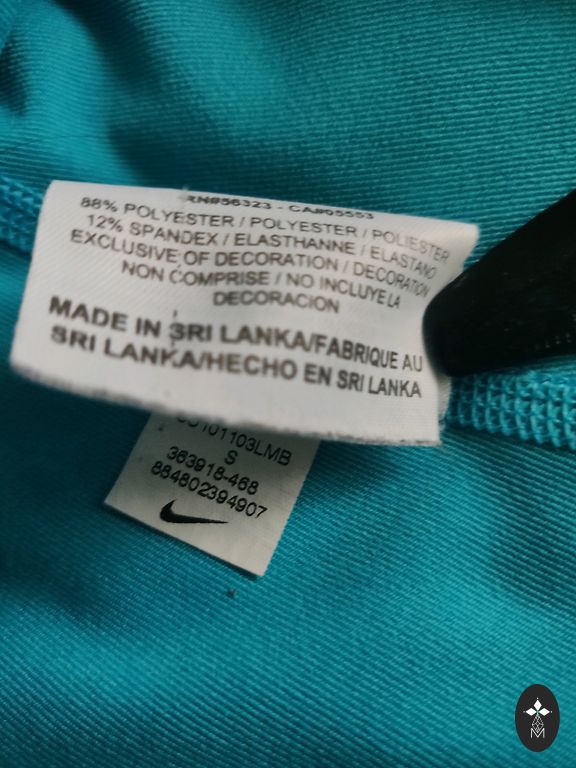 RN#56323 - CA#05553
88% POLYESTER / POLYESTER / POLIESTER
12% SPANDEX / ELASTHANNE / ELASTANO
EXCLUSIVE OF DECORATION / DECORATION
NON COMPRISE / NO INCLUYE LA
DECORACION
MADE IN SRI LANKA/FABRIQUE AU
SRI LANKA/HECHO EN SRI LANKA
S
363918-468
884802394907
M